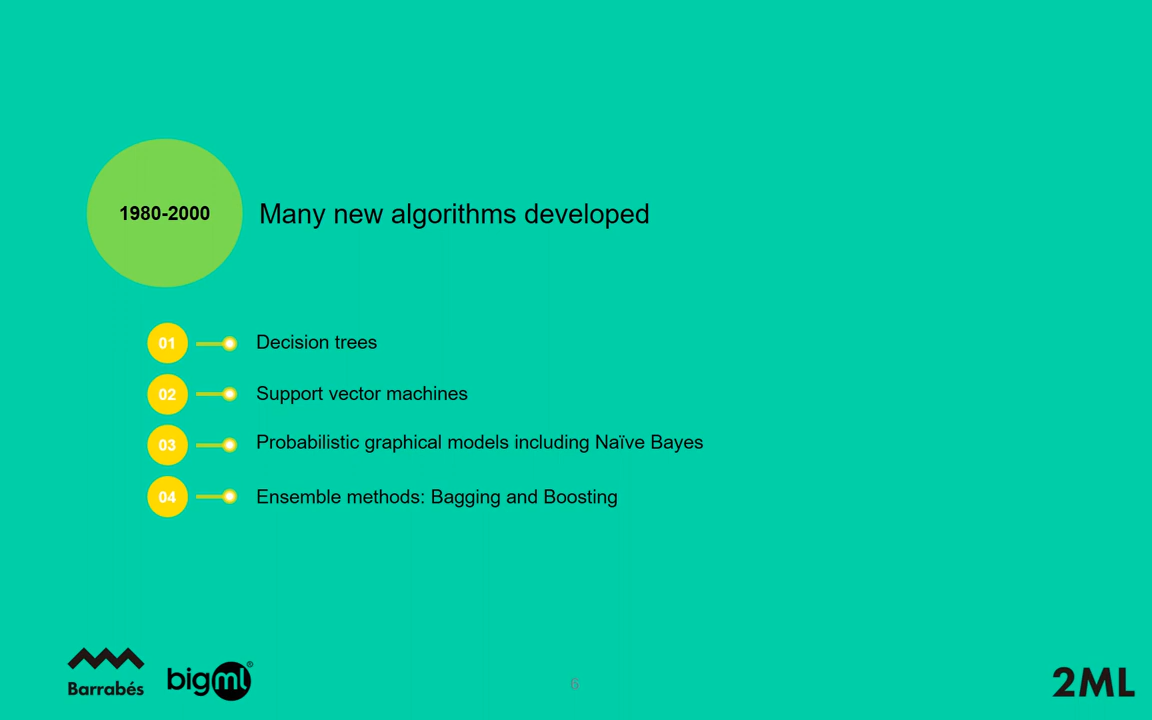 1980-2000
Many new algorithms developed
01 Decision trees
02 Support vector machines
03 Probabilistic graphical models including Naïve Bayes
04 Ensemble methods: Bagging and Boosting
Barrabés
bigml®
6
2ML